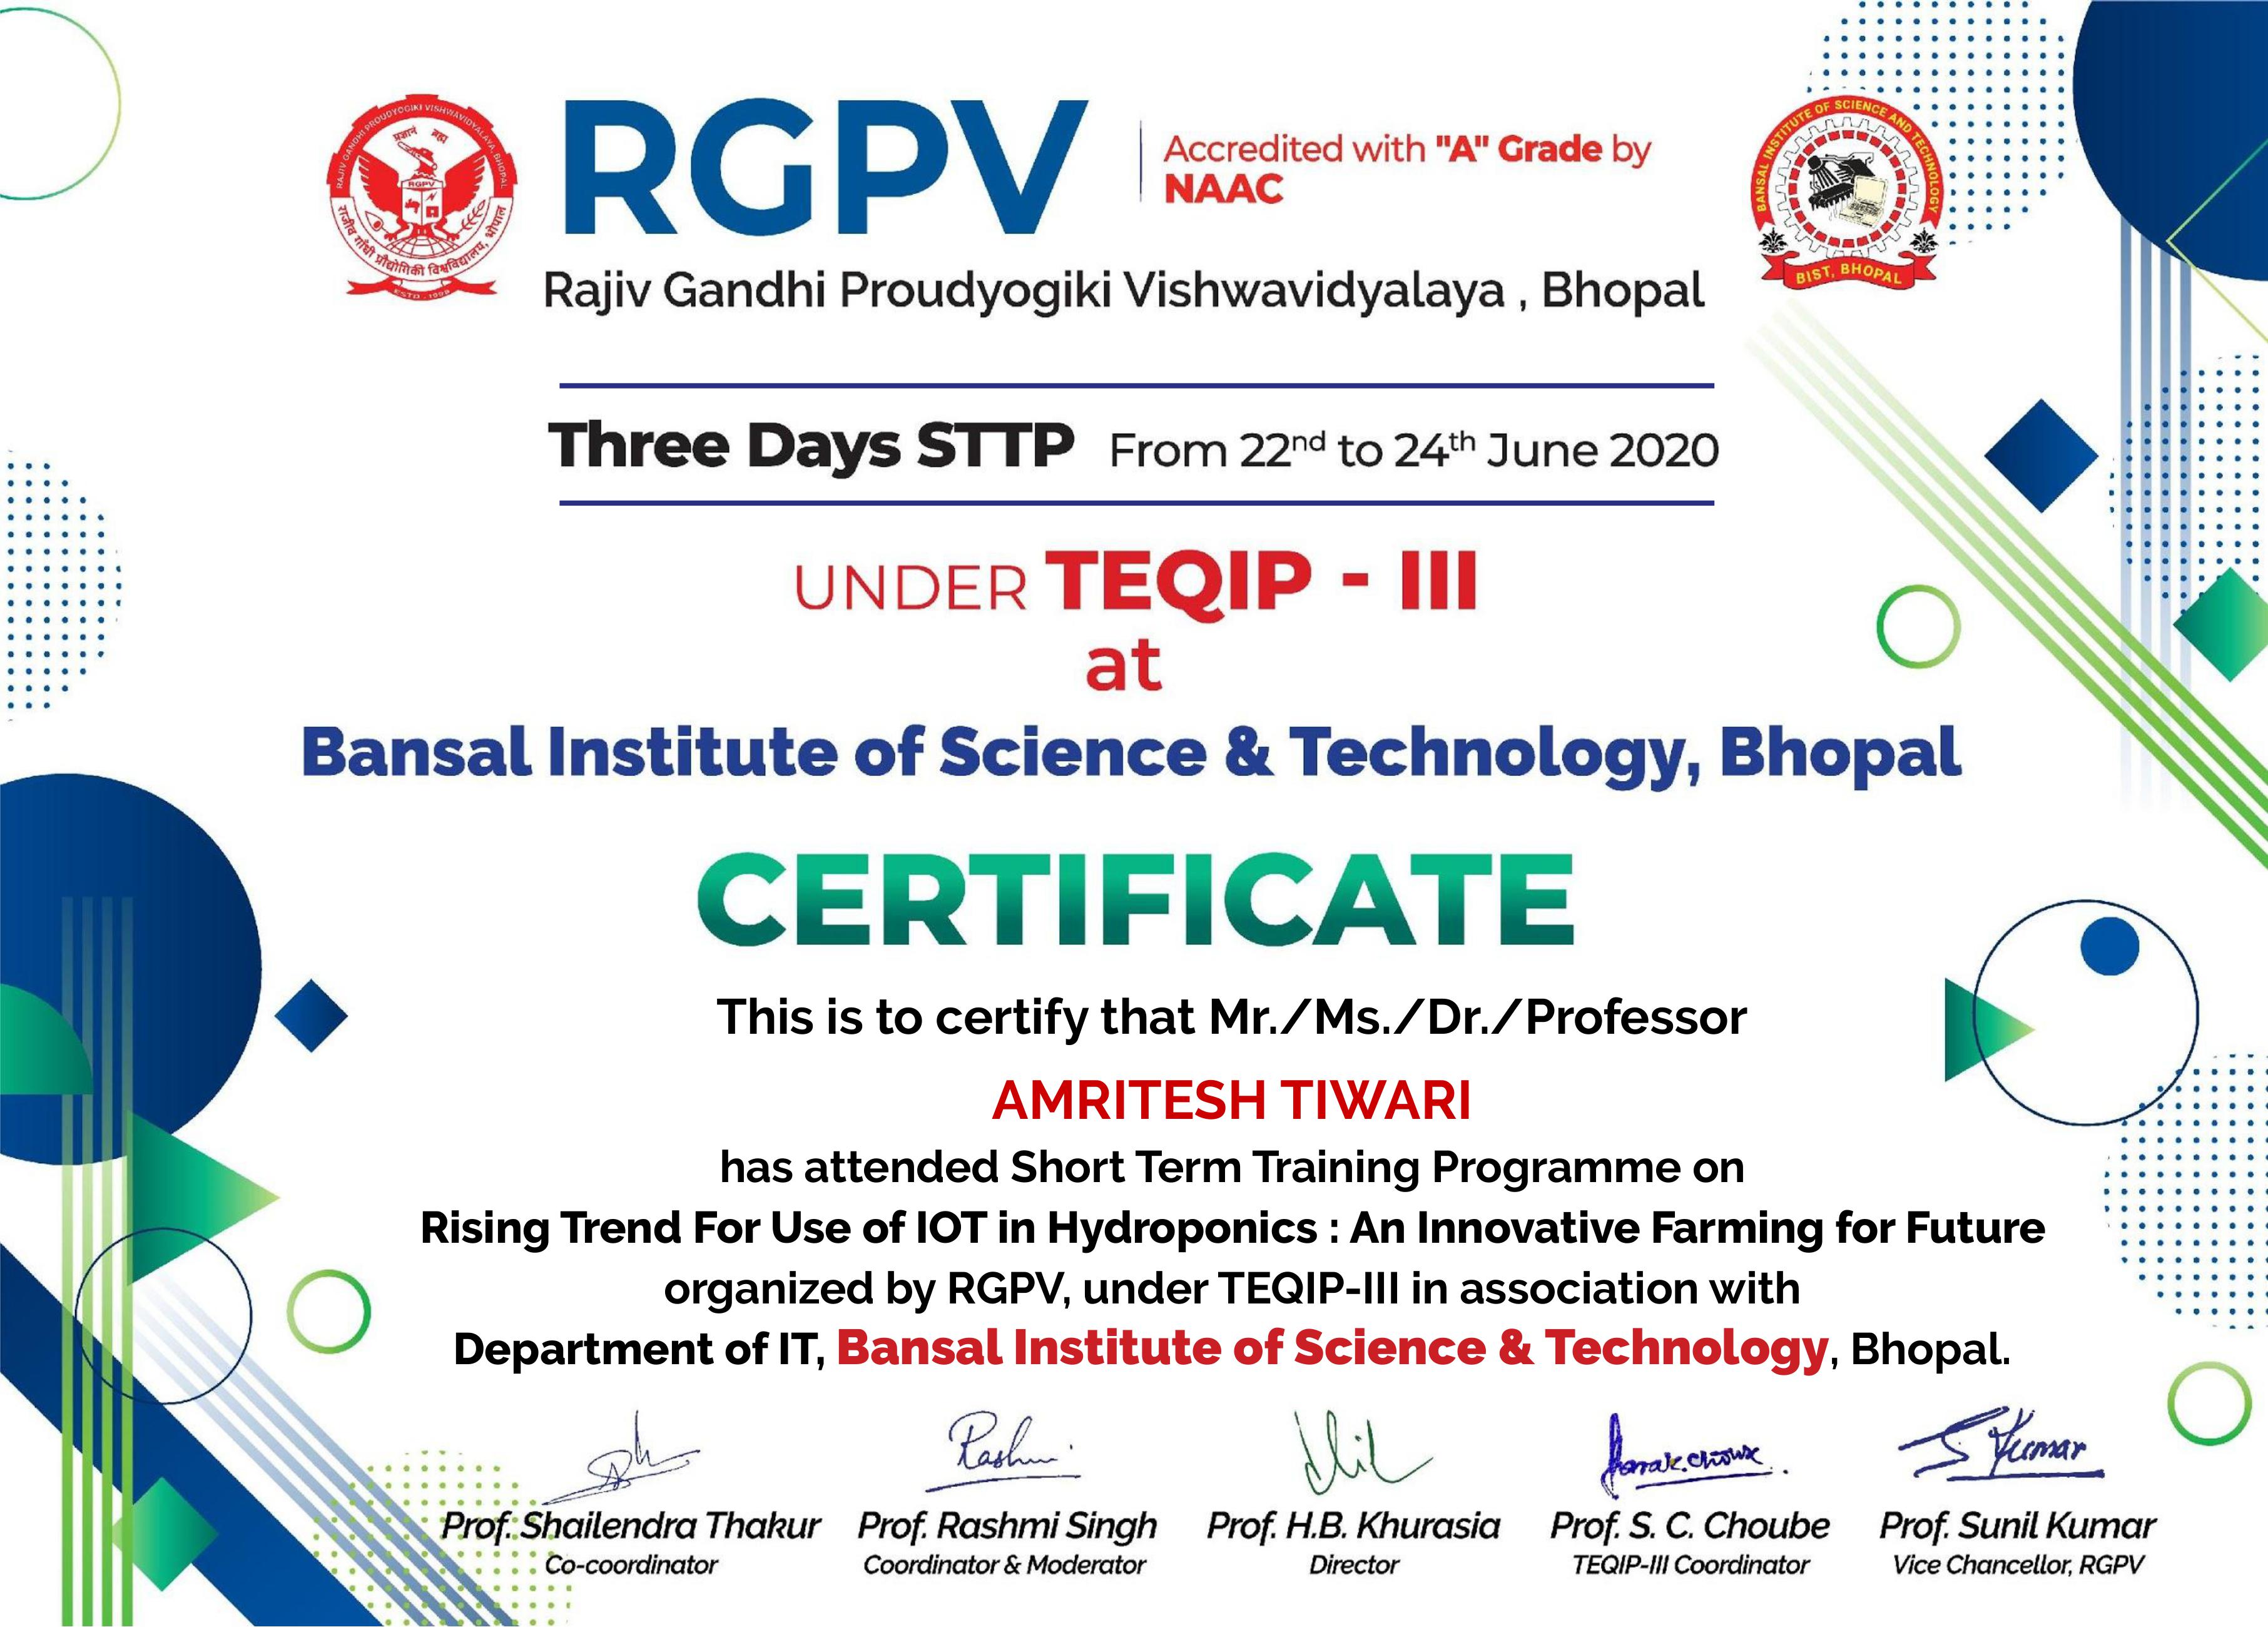 RAJIV GANDHI PROUDYOGIKI VISHWAVIDYALAYA, BHOPAL
प्रज्ञानं ब्रह्म
RGPV
राजीव गाँधी प्रौद्योगिकी विश्वविद्यालय, भोपाल
ESTD. 1998
RGPV
Accredited with "A" Grade by
NAAC
BANSAL INSTITUTE OF SCIENCE AND TECHNOLOGY
BIST, BHOPAL
Rajiv Gandhi Proudyogiki Vishwavidyalaya , Bhopal
Three Days STTP From 22nd to 24th June 2020
UNDER TEQIP - III
at
Bansal Institute of Science & Technology, Bhopal
CERTIFICATE
This is to certify that Mr./Ms./Dr./Professor
AMRITESH TIWARI
has attended Short Term Training Programme on
Rising Trend For Use of IOT in Hydroponics : An Innovative Farming for Future
organized by RGPV, under TEQIP-III in association with
Department of IT, Bansal Institute of Science & Technology, Bhopal.
Rashmi
S Kumar
Prof. Shailendra Thakur Prof. Rashmi Singh Prof. H.B. Khurasia Prof. S. C. Choube Prof. Sunil Kumar
Co-coordinator Coordinator & Moderator Director TEQIP-III Coordinator Vice Chancellor, RGPV